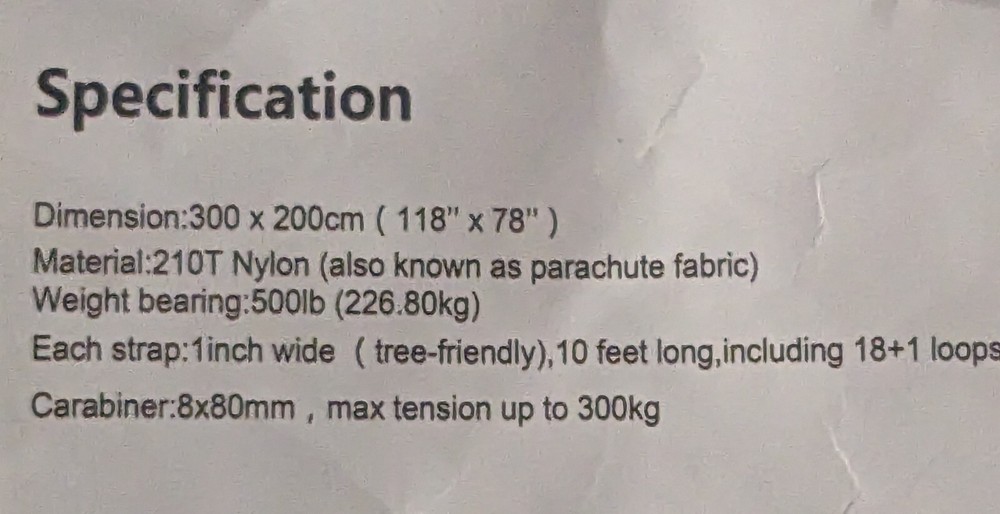 Specification
Dimension:300 x 200cm ( 118" x 78" )
Material:210T Nylon (also known as parachute fabric)
Weight bearing:500lb (226.80kg)
Each strap:1inch wide ( tree-friendly),10 feet long,including 18+1 loops
Carabiner:8x80mm , max tension up to 300kg